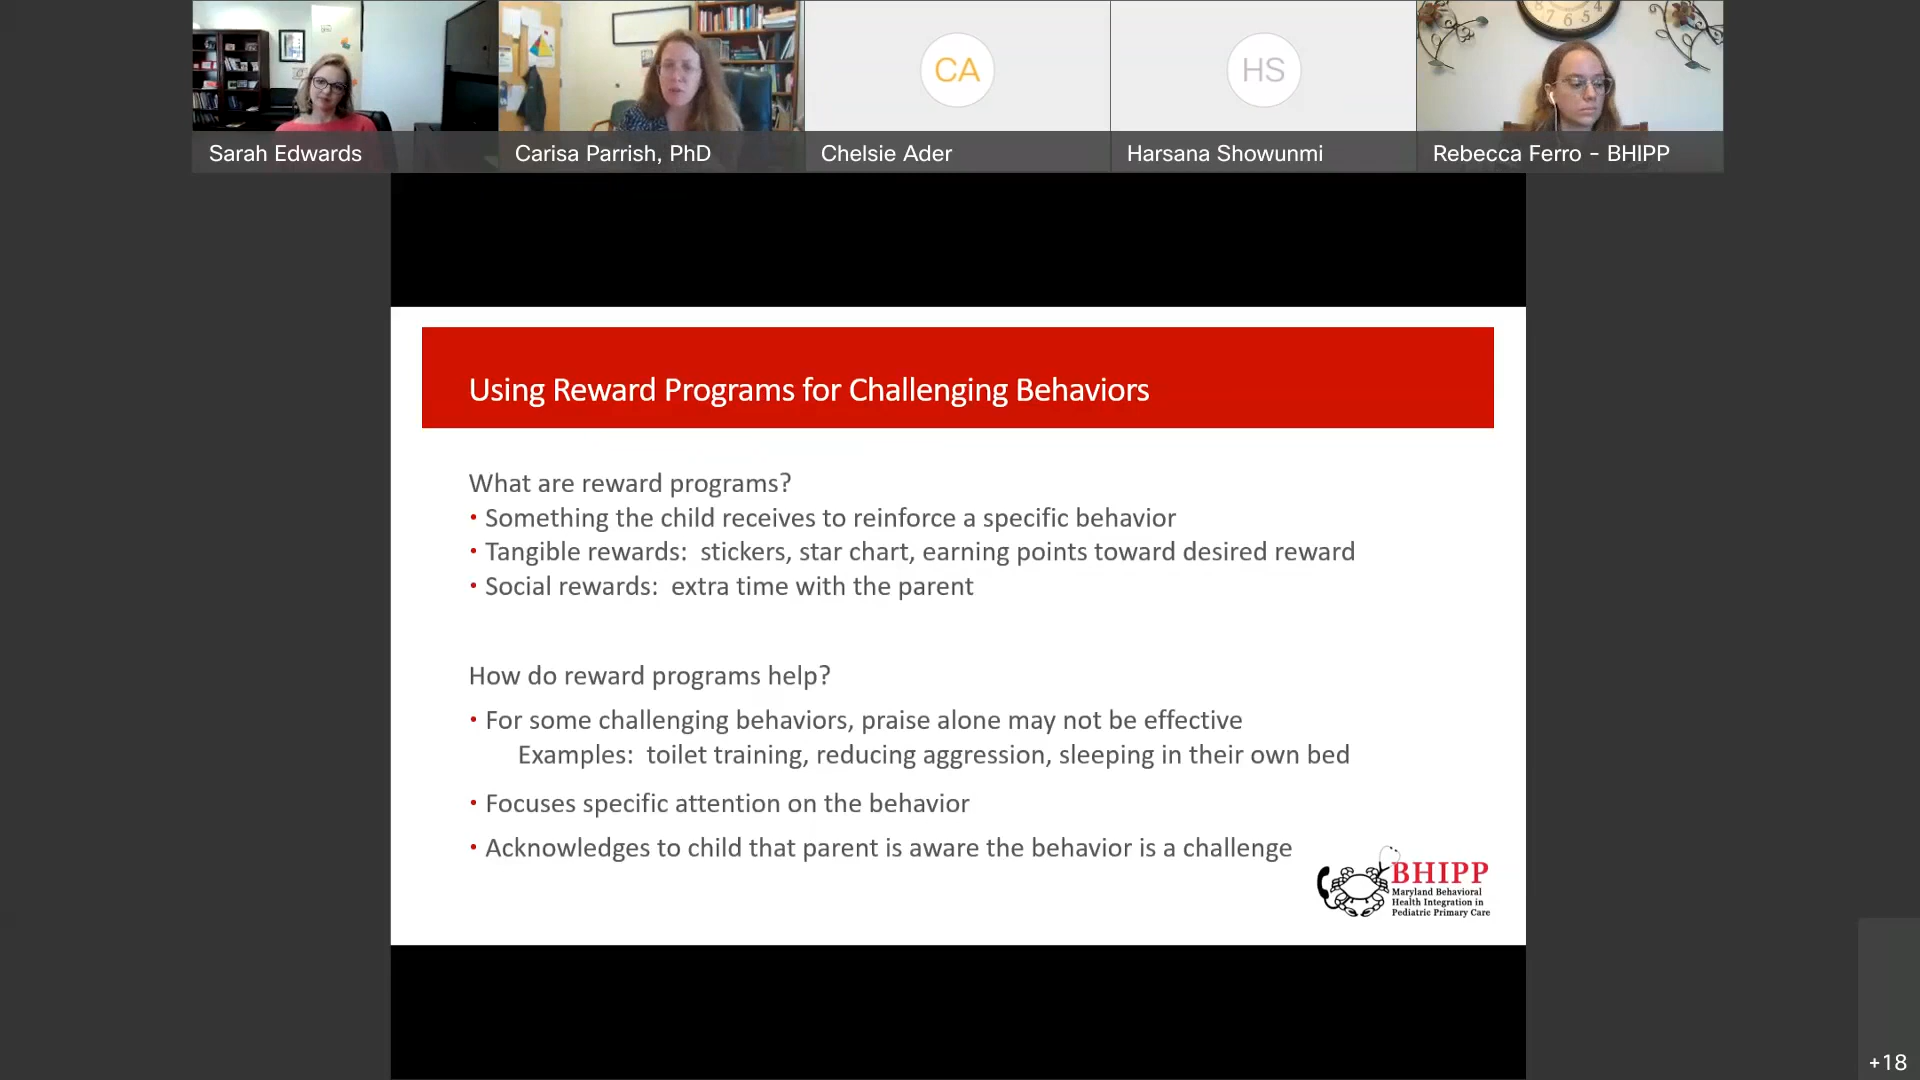 Sarah Edwards
Carisa Parrish, PhD
CA
Chelsie Ader
HS
Harsana Showunmi
7 6 5 4
Rebecca Ferro - BHIPP
Using Reward Programs for Challenging Behaviors
What are reward programs?
• Something the child receives to reinforce a specific behavior
• Tangible rewards: stickers, star chart, earning points toward desired reward
• Social rewards: extra time with the parent
How do reward programs help?
• For some challenging behaviors, praise alone may not be effective
Examples: toilet training, reducing aggression, sleeping in their own bed
• Focuses specific attention on the behavior
• Acknowledges to child that parent is aware the behavior is a challenge
BHIPP
Maryland Behavioral
Health Integration in
Pediatric Primary Care
+18